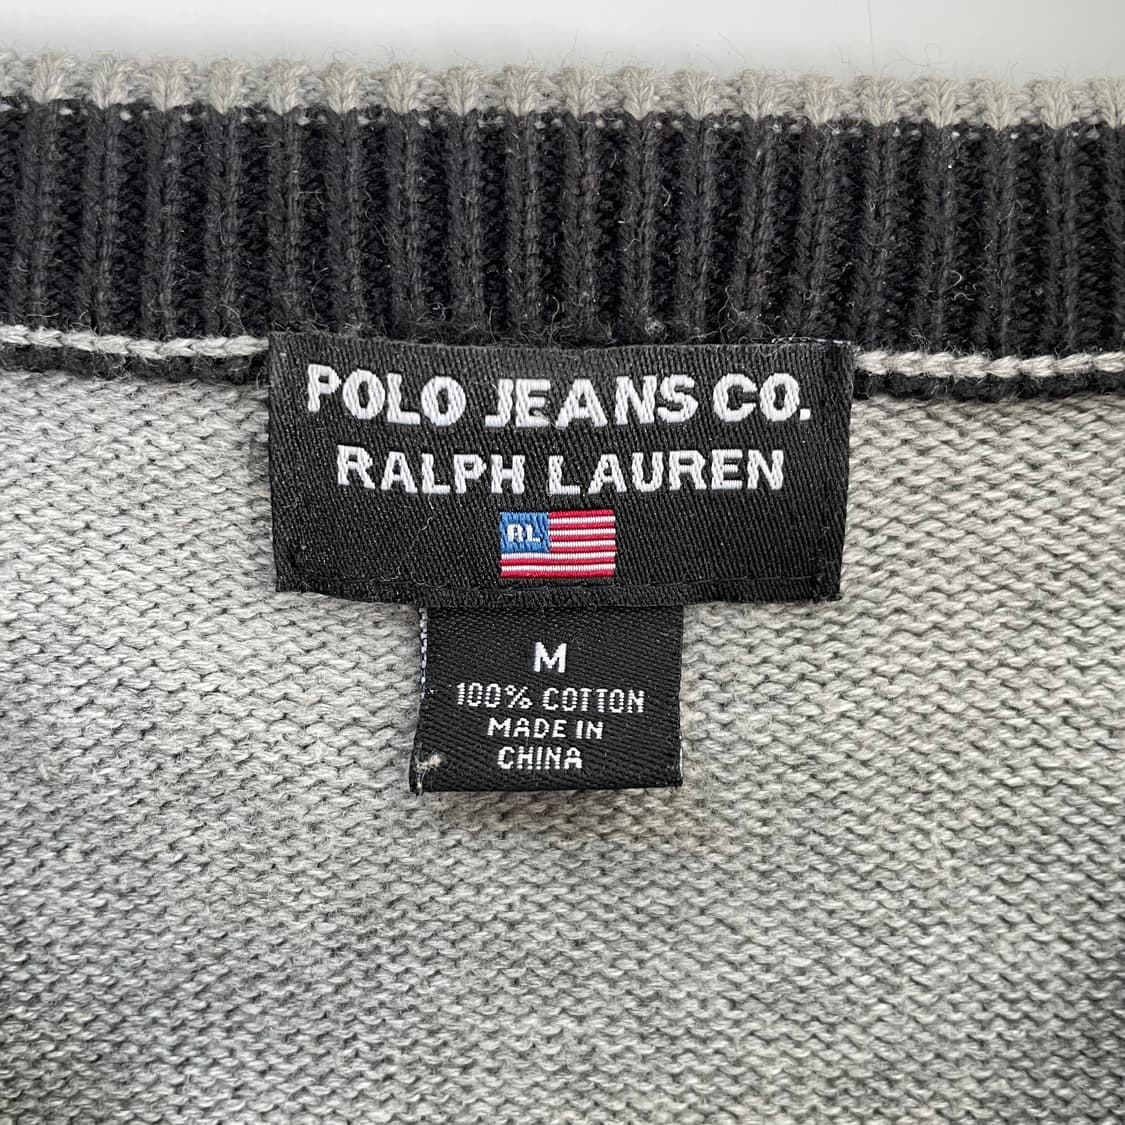 POLO JEANS CO.
RALPH LAUREN
RL
M
100% COTTON
MADE IN
CHINA